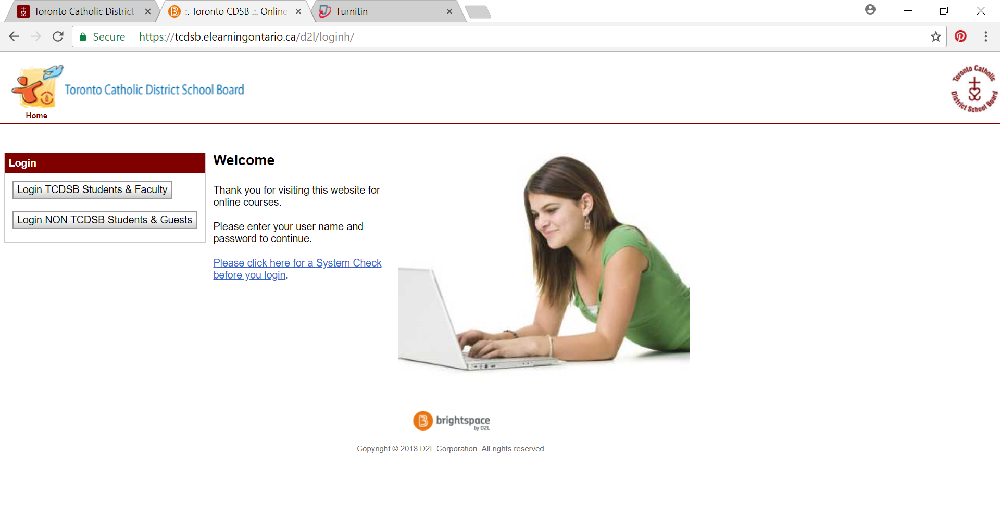 Toronto Catholic District
:. Toronto CDSB .:. Online
Turnitin
Secure
https://tcdsb.elearningontario.ca/d2l/loginh/
Toronto Catholic District School Board
Toronto Catholic
District School Board
Home
Login
Login TCDSB Students & Faculty
Login NON TCDSB Students & Guests
Welcome
Thank you for visiting this website for
online courses.
Please enter your user name and
password to continue.
Please click here for a System Check
before you login.
brightspace
by D2L
Copyright © 2018 D2L Corporation. All rights reserved.